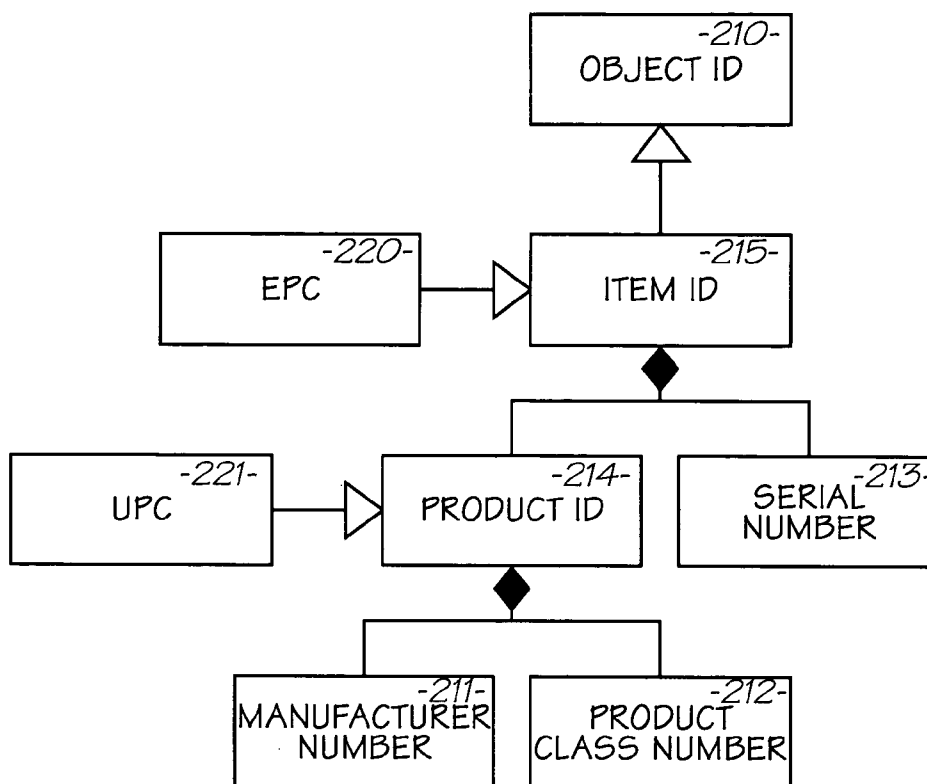 -210-
OBJECT ID
-220-
EPC
-215-
ITEM ID
-221-
UPC
-214-
PRODUCT ID
-213-
SERIAL
NUMBER
-211-
MANUFACTURER
NUMBER
-212-
PRODUCT
CLASS NUMBER